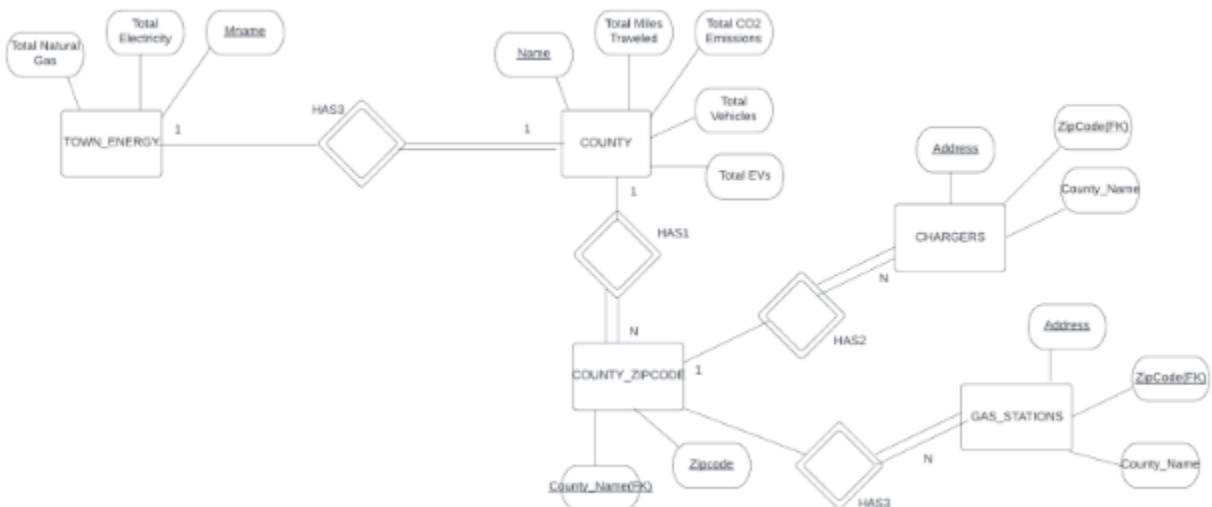 Total Natural
Gas
Total
Electricity
Mname
Name
Total Miles
Traveled
Total CO2
Emissions
Total
Vehicles
Total EVs
HAS3
TOWN_ENERGY
1
1
COUNTY
1
HAS1
N
COUNTY_ZIPCODE
1
County_Name(FK)
Zipcode
HAS2
N
CHARGERS
Address
ZipCode(FK)
County_Name
HAS3
N
GAS_STATIONS
Address
ZipCode(FK)
County_Name